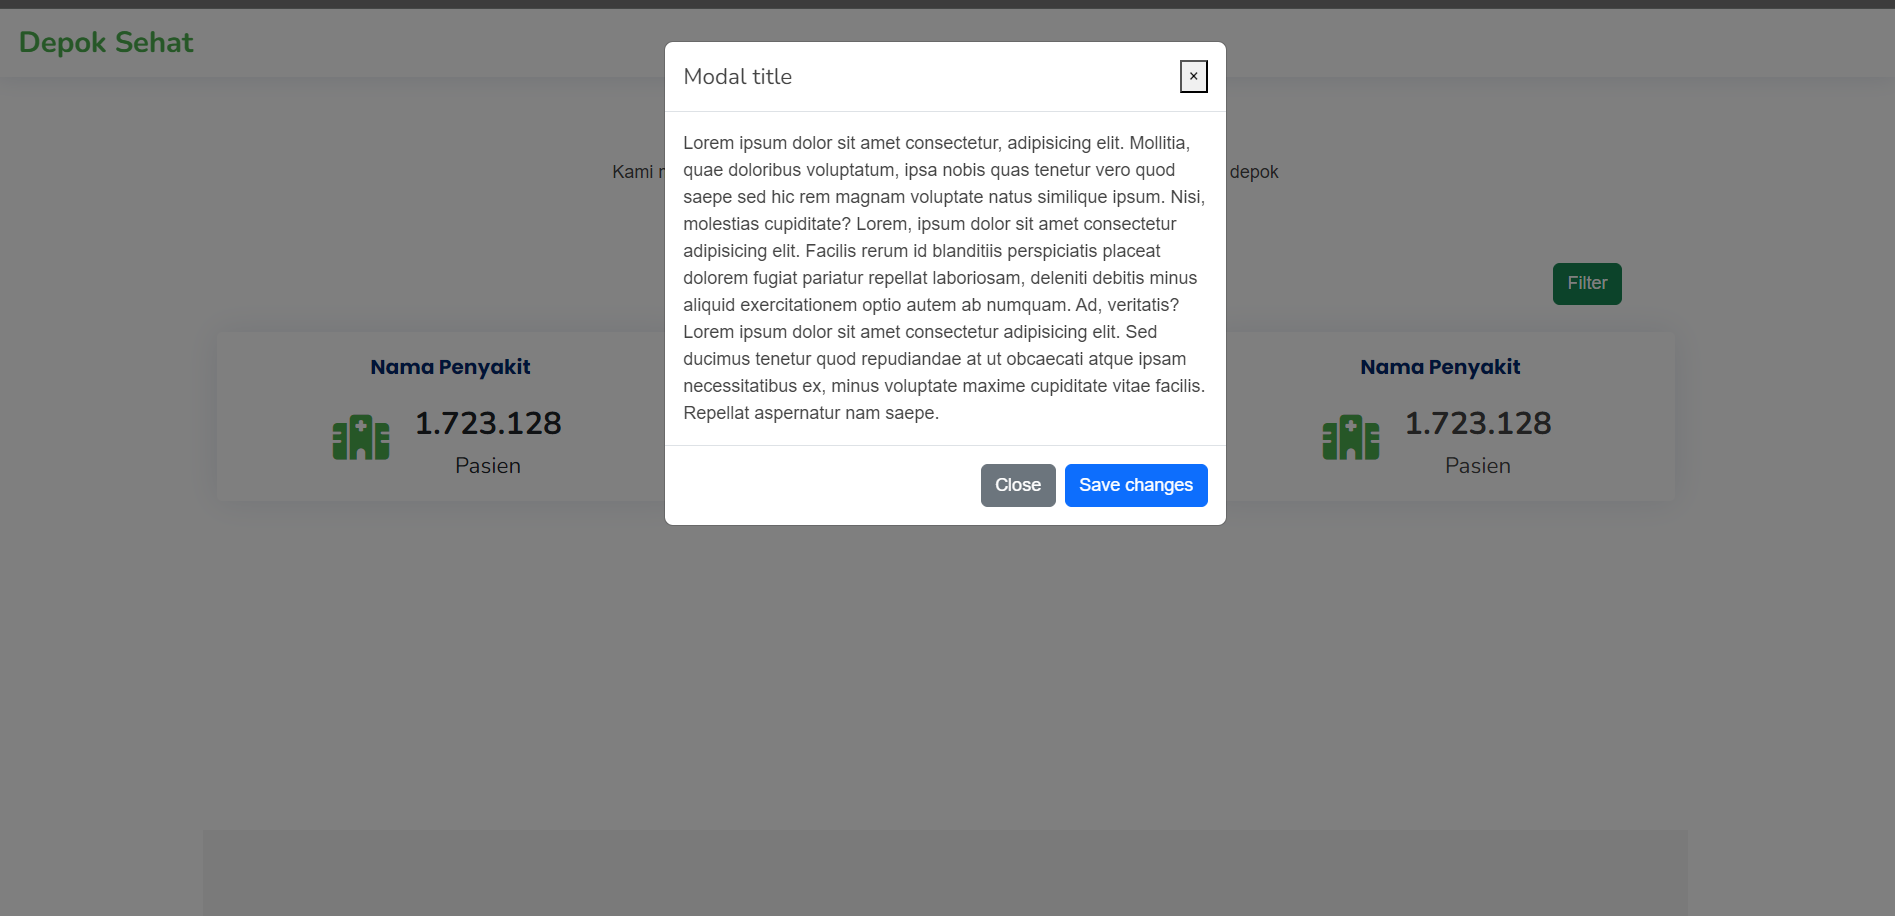 Depok Sehat
Modal title
×
Lorem ipsum dolor sit amet consectetur, adipisicing elit. Mollitia,
quae doloribus voluptatum, ipsa nobis quas tenetur vero quod
saepe sed hic rem magnam voluptate natus similique ipsum. Nisi,
molestias cupiditate? Lorem, ipsum dolor sit amet consectetur
adipisicing elit. Facilis rerum id blanditiis perspiciatis placeat
dolorem fugiat pariatur repellat laboriosam, deleniti debitis minus
aliquid exercitationem optio autem ab numquam. Ad, veritatis?
Lorem ipsum dolor sit amet consectetur adipisicing elit. Sed
ducimus tenetur quod repudiandae at ut obcaecati atque ipsam
necessitatibus ex, minus voluptate maxime cupiditate vitae facilis.
Repellat aspernatur nam saepe.
Close
Save changes
Kami
depok
Filter
Nama Penyakit
1.723.128
Pasien
Nama Penyakit
1.723.128
Pasien